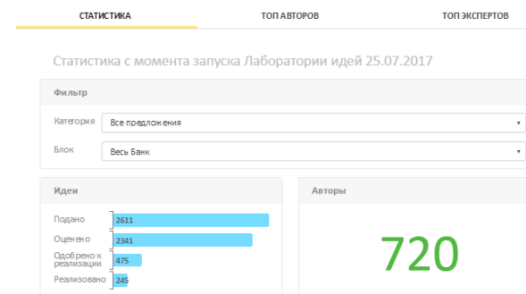 СТАТИСТИКА ТОП АВТОРОВ ТОП ЭКСПЕРТОВ
Статистика с момента запуска Лаборатории идей 25.07.2017
Фильтр
Категория Все предложения
Блок Весь Банк
Идеи Авторы
Подано 2611
Оценено 2341
Одобрено к
реализации 475
Реализовано 245
720